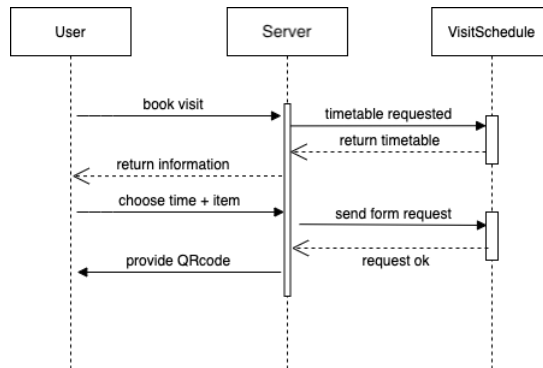 User
Server
VisitSchedule
book visit
timetable requested
return timetable
return information
choose time + item
send form request
request ok
provide QRcode